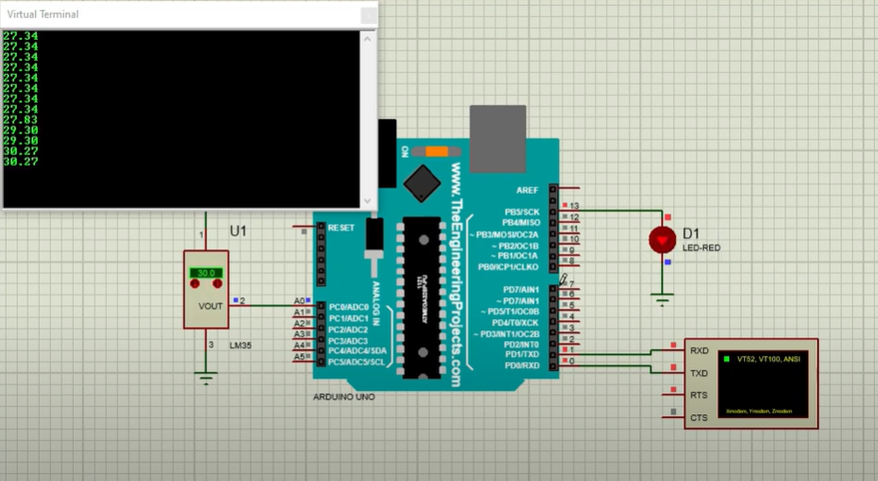 Virtual Terminal
27.34
27.34
27.34
27.34
27.34
27.34
27.34
27.34
27.83
29.30
29.30
30.27
30.27
U1
1
30.0
VOUT
2
3
LM35
ON
www.TheEngineeringProjects.com
RESET
ANALOG IN
A0
A1
A2
A3
A4
A5
PC0/ADC0
PC1/ADC1
PC2/ADC2
PC3/ADC3
PC4/ADC4/SDA
PC5/ADC5/SCL
AREF
PB5/SCK 13
PB4/MISO 12
~ PB3/MOSI/OC2A 11
~ PB2/OC1B 10
~ PB1/OC1A 9
PB0/ICP1/CLKO 8
PD7/AIN1 7
~ PD7/AIN1 6
~ PD5/T1/OC0B 5
PD4/T0/XCK 4
~ PD3/INT1/OC2B 3
PD2/INT0 2
PD1/TXD 1
PD0/RXD 0
ARDUINO UNO
D1
LED-RED
RXD
TXD
RTS
CTS
VT52, VT100, ANSI
Xmodem, Ymodem, Zmodem